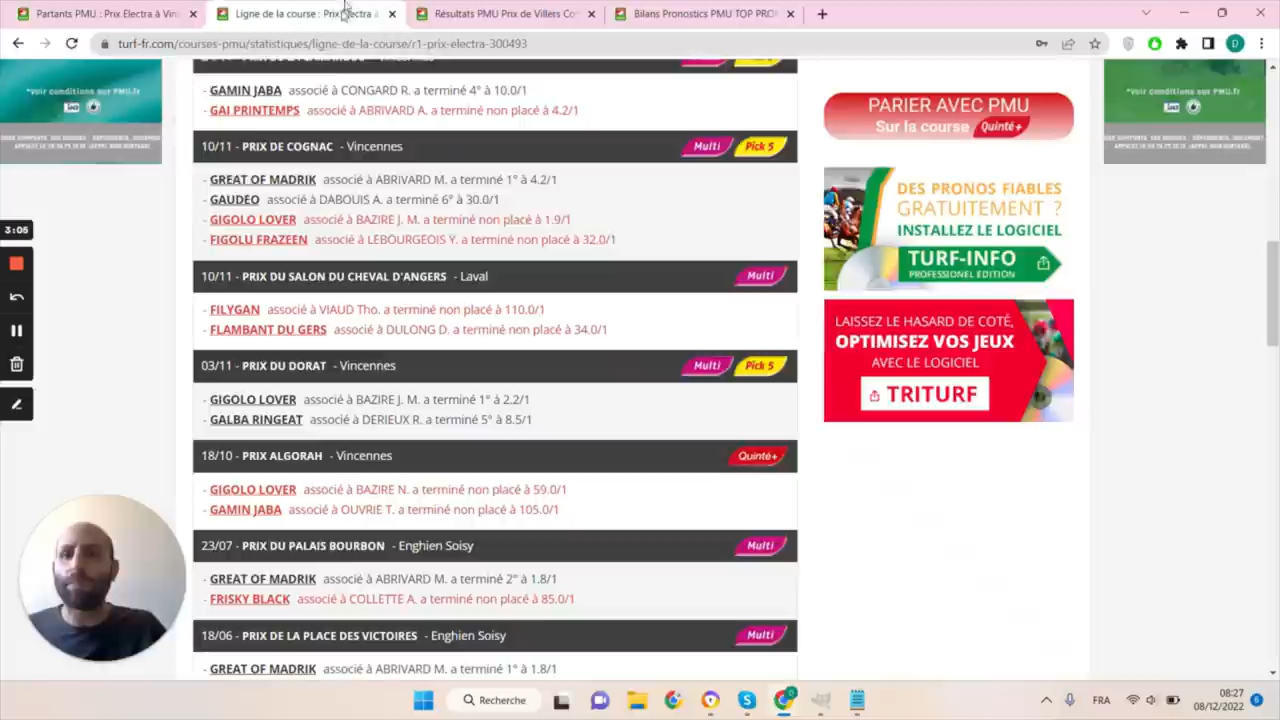 Partants PMU : Prix Electra à Vin
Ligne de la course : Prix Electra à
Résultats PMU Prix de Villers Co
Bilans Pronostics PMU TOP PRO
turf-fr.com/courses-pmu/statistiques/ligne-de-la-course/r1-prix-electra-300493
D
*Voir conditions sur PMU.fr
*Voir conditions sur PMU.fr
- GAMIN JABA associé à CONGARD R. a terminé 4° à 10.0/1
- GAI PRINTEMPS associé à ABRIVARD A. a terminé non placé à 4.2/1
10/11 - PRIX DE COGNAC - Vincennes Multi Pick 5
- GREAT OF MADRIK associé à ABRIVARD M. a terminé 1° à 4.2/1
- GAUDEO associé à DABOUIS A. a terminé 6° à 30.0/1
- GIGOLO LOVER associé à BAZIRE J. M. a terminé non placé à 1.9/1
- FIGOLU FRAZEEN associé à LEBOURGEOIS Y. a terminé non placé à 32.0/1
10/11 - PRIX DU SALON DU CHEVAL D'ANGERS - Laval Multi
- FILYGAN associé à VIAUD Tho. a terminé non placé à 110.0/1
- FLAMBANT DU GERS associé à DULONG D. a terminé non placé à 34.0/1
03/11 - PRIX DU DORAT - Vincennes Multi Pick 5
- GIGOLO LOVER associé à BAZIRE J. M. a terminé 1° à 2.2/1
- GALBA RINGEAT associé à DERIEUX R. a terminé 5° à 8.5/1
18/10 - PRIX ALGORAH - Vincennes Quinté+
- GIGOLO LOVER associé à BAZIRE N. a terminé non placé à 59.0/1
- GAMIN JABA associé à OUVRIE T. a terminé non placé à 105.0/1
23/07 - PRIX DU PALAIS BOURBON - Enghien Soisy Multi
- GREAT OF MADRIK associé à ABRIVARD M. a terminé 2° à 1.8/1
- FRISKY BLACK associé à COLLETTE A. a terminé non placé à 85.0/1
18/06 - PRIX DE LA PLACE DES VICTOIRES - Enghien Soisy Multi
- GREAT OF MADRIK associé à ABRIVARD M. a terminé 1° à 1.8/1
PARIER AVEC PMU
Sur la course Quinté+
DES PRONOS FIABLES
GRATUITEMENT ?
INSTALLEZ LE LOGICIEL
TURF-INFO
PROFESSIONEL EDITION
LAISSEZ LE HASARD DE COTÉ,
OPTIMISEZ VOS JEUX
AVEC LE LOGICIEL
TRITURF
3:06
Recherche
FRA
08:27
08/12/2022
6